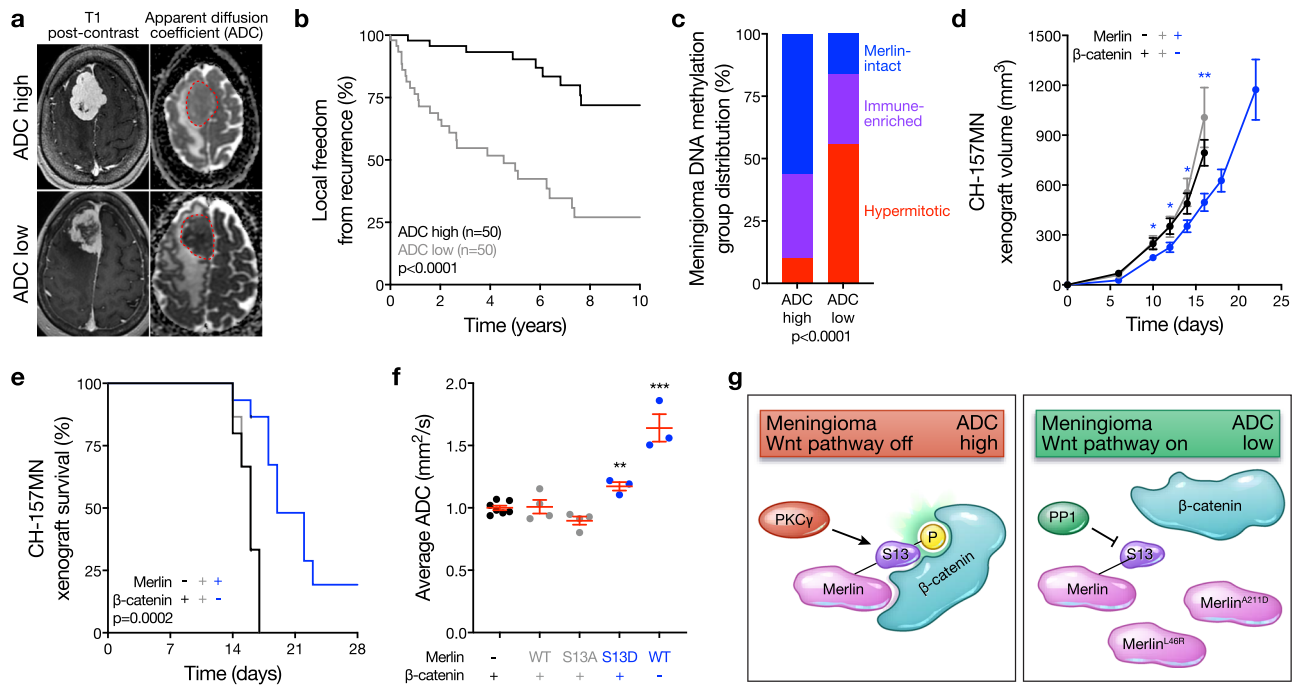 a
T1
post-contrast
Apparent diffusion
coefficient (ADC)
ADC high
ADC low
b
Local freedom
from recurrence (%)
100
75
50
25
0
ADC high (n=50)
ADC low (n=50)
p<0.0001
0 2 4 6 8 10
Time (years)
c
Meningioma DNA methylation
group distribtution (%)
100
75
50
25
0
Merlin-
intact
Immune-
enriched
Hypermitotic
ADC
high
ADC
low
p<0.0001
d
CH-157MN
xenograft volume (mm3)
1500
1200
900
600
300
0
Merlin - + +
β-catenin + + -
**
*
*
*
0 5 10 15 20 25
Time (days)
e
CH-157MN
xenograft survival (%)
100
75
50
25
0
Merlin - + +
β-catenin + + -
p=0.0002
0 7 14 21 28
Time (days)
f
Average ADC (mm2/s)
2.0
1.5
1.0
0.5
0.0
**
***
Merlin - WT S13A S13D WT
β-catenin + + + + -
g
Meningioma
Wnt pathway off
ADC
high
PKCγ
S13
P
Merlin
β-catenin
Meningioma
Wnt pathway on
ADC
low
PP1
β-catenin
S13
Merlin
MerlinA211D
MerlinL46R